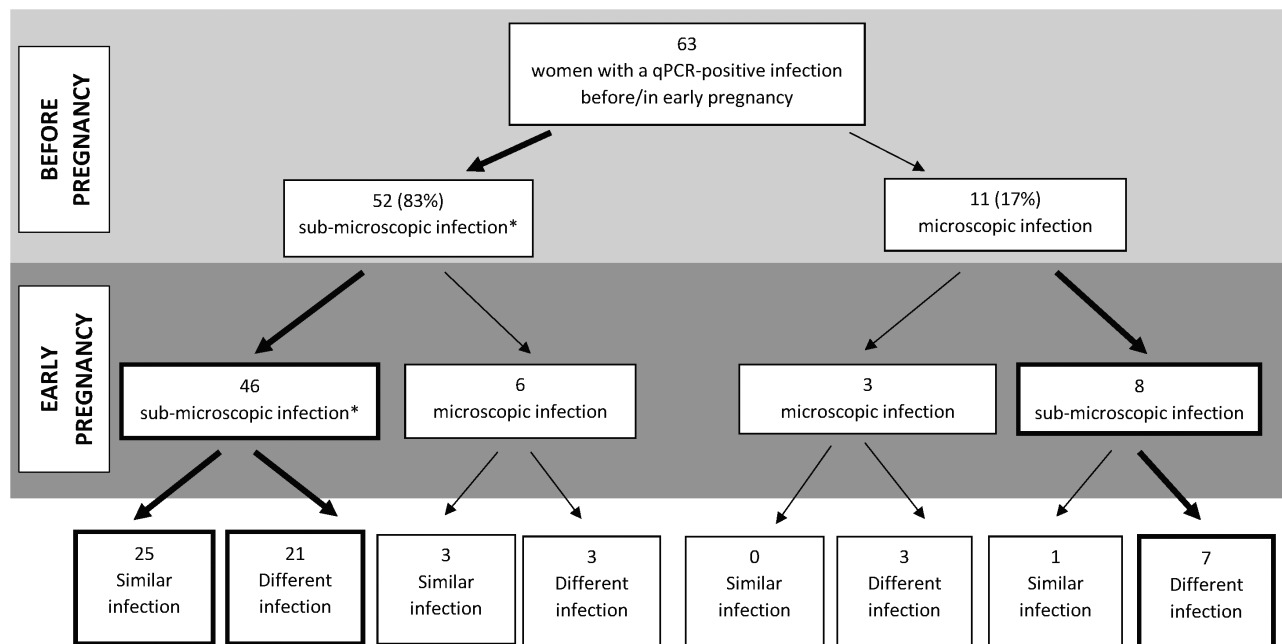 BEFORE
PREGNANCY
63
women with a qPCR-positive infection
before/in early pregnancy
52 (83%)
sub-microscopic infection*
11 (17%)
microscopic infection
EARLY
PREGNANCY
46
sub-microscopic infection*
6
microscopic infection
3
microscopic infection
8
sub-microscopic infection
25
Similar
infection
21
Different
infection
3
Similar
infection
3
Different
infection
0
Similar
infection
3
Different
infection
1
Similar
infection
7
Different
infection